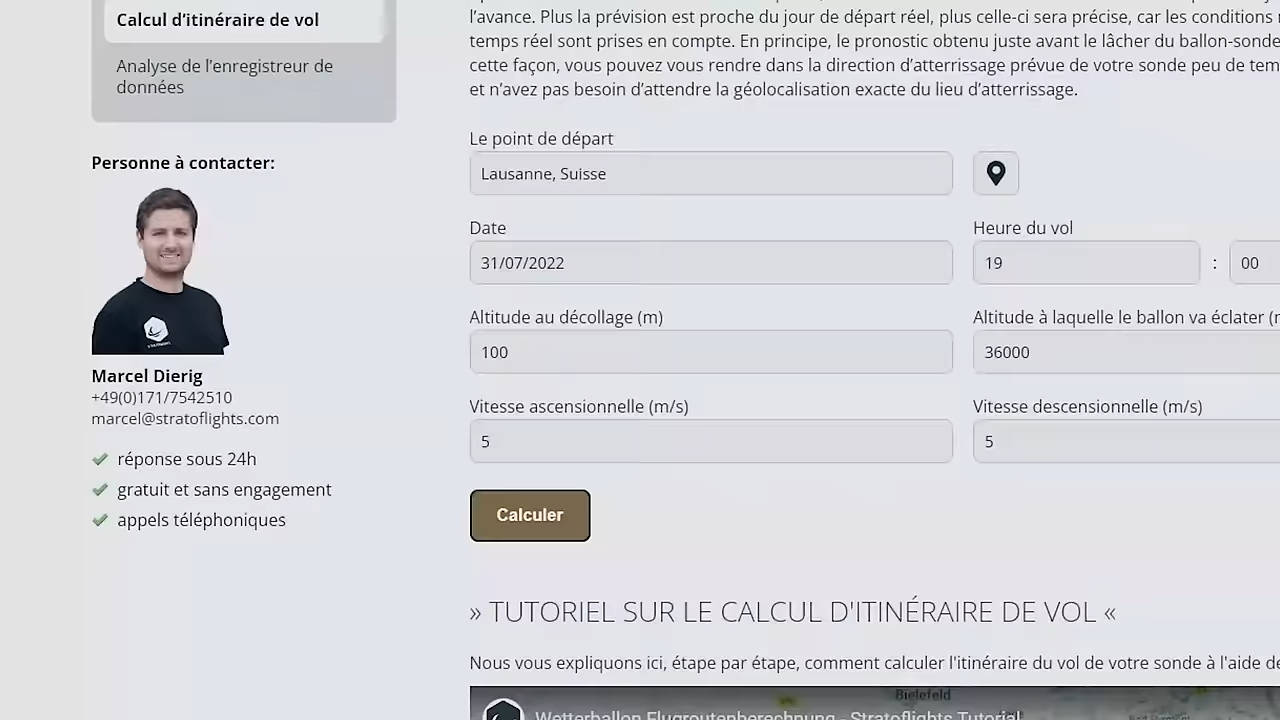 Calcul d’itinéraire de vol
Analyse de l’enregistreur de
données
Personne à contacter:
Marcel Dierig
+49(0)171/7542510
marcel@stratoflights.com
réponse sous 24h
gratuit et sans engagement
appels téléphoniques
l’avance. Plus la prévision est proche du jour de départ réel, plus celle-ci sera précise, car les conditions
temps réel sont prises en compte. En principe, le pronostic obtenu juste avant le lâcher du ballon-sonde
cette façon, vous pouvez vous rendre dans la direction d’atterrissage prévue de votre sonde peu de tem
et n’avez pas besoin d’attendre la géolocalisation exacte du lieu d’atterrissage.
Le point de départ
Lausanne, Suisse
Date
Heure du vol
31/07/2022
19 : 00
Altitude au décollage (m)
Altitude à laquelle le ballon va éclater (m
100
36000
Vitesse ascensionnelle (m/s)
Vitesse descensionnelle (m/s)
5
5
Calculer
» TUTORIEL SUR LE CALCUL D'ITINÉRAIRE DE VOL «
Nous vous expliquons ici, étape par étape, comment calculer l'itinéraire du vol de votre sonde à l'aide de
Bielefeld
Wetterballon Flugroutenberechnung - Stratoflights Tutorial